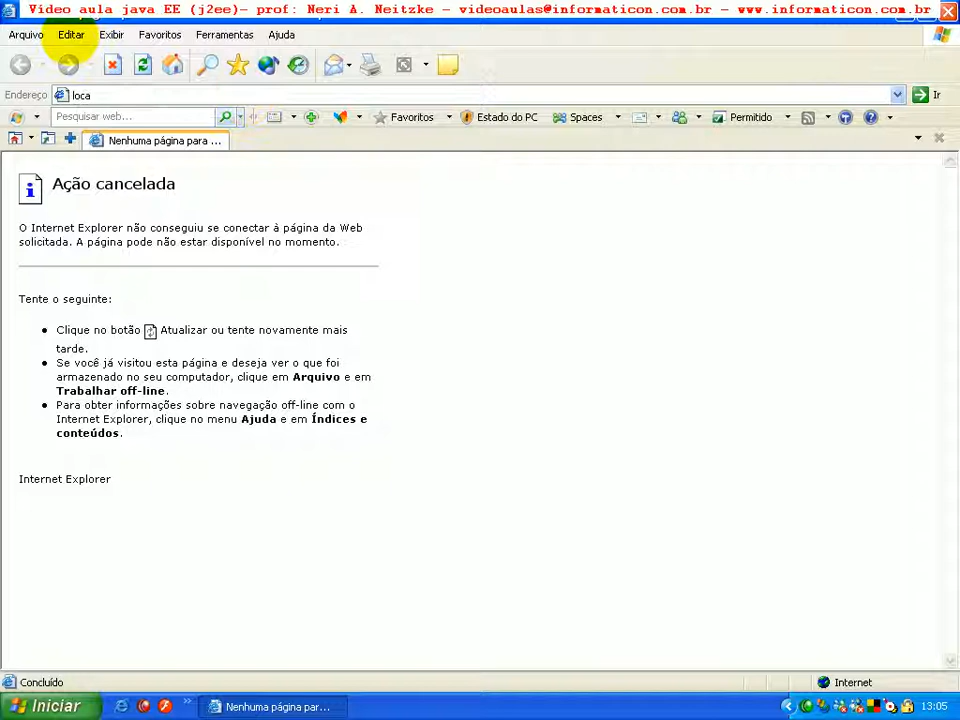 Video aula java EE (j2ee)- prof: Neri A. Neitzke - videoaulas@informaticon.com.br - www.informaticon.com.br
Arquivo Editar Exibir Favoritos Ferramentas Ajuda
Endereço loca Ir
Pesquisar web... Favoritos Estado do PC Spaces Permitido
Nenhuma página para ...
Ação cancelada
O Internet Explorer não conseguiu se conectar à página da Web
solicitada. A página pode não estar disponível no momento.
Tente o seguinte:
Clique no botão Atualizar ou tente novamente mais
tarde.
Se você já visitou esta página e deseja ver o que foi
armazenado no seu computador, clique em Arquivo e em
Trabalhar off-line.
Para obter informações sobre navegação off-line com o
Internet Explorer, clique no menu Ajuda e em Índices e
conteúdos.
Internet Explorer
Concluído Internet
Iniciar Nenhuma página par... 13:05